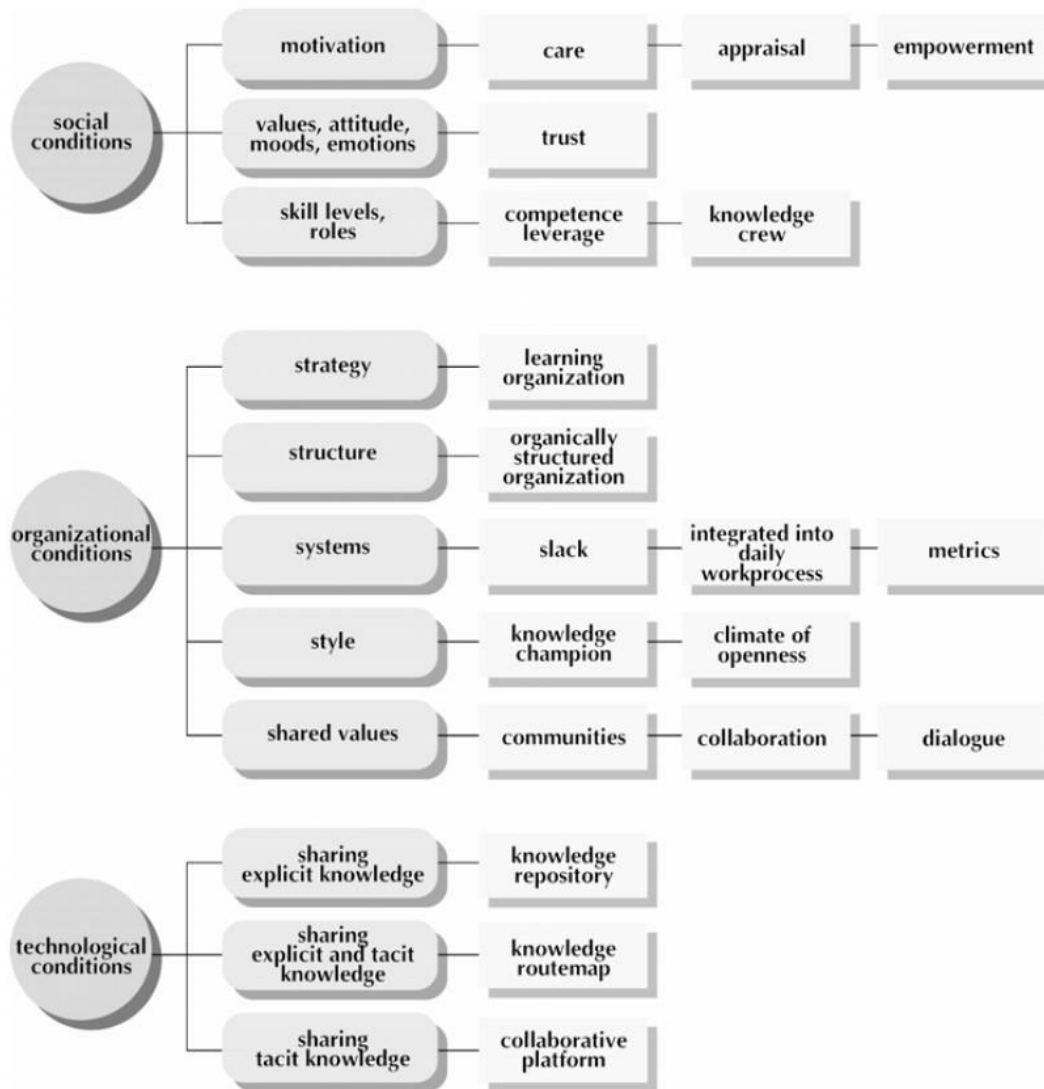 motivation
care
appraisal
empowerment
social
conditions
values, attitude,
moods, emotions
trust
skill levels,
roles
competence
leverage
knowledge
crew
strategy
learning
organization
structure
organically
structured
organization
organizational
conditions
systems
slack
integrated into
daily
workprocess
metrics
style
knowledge
champion
climate of
openness
shared values
communities
collaboration
dialogue
sharing
explicit knowledge
knowledge
repository
technological
conditions
sharing
explicit and tacit
knowledge
knowledge
routemap
sharing
tacit knowledge
collaborative
platform